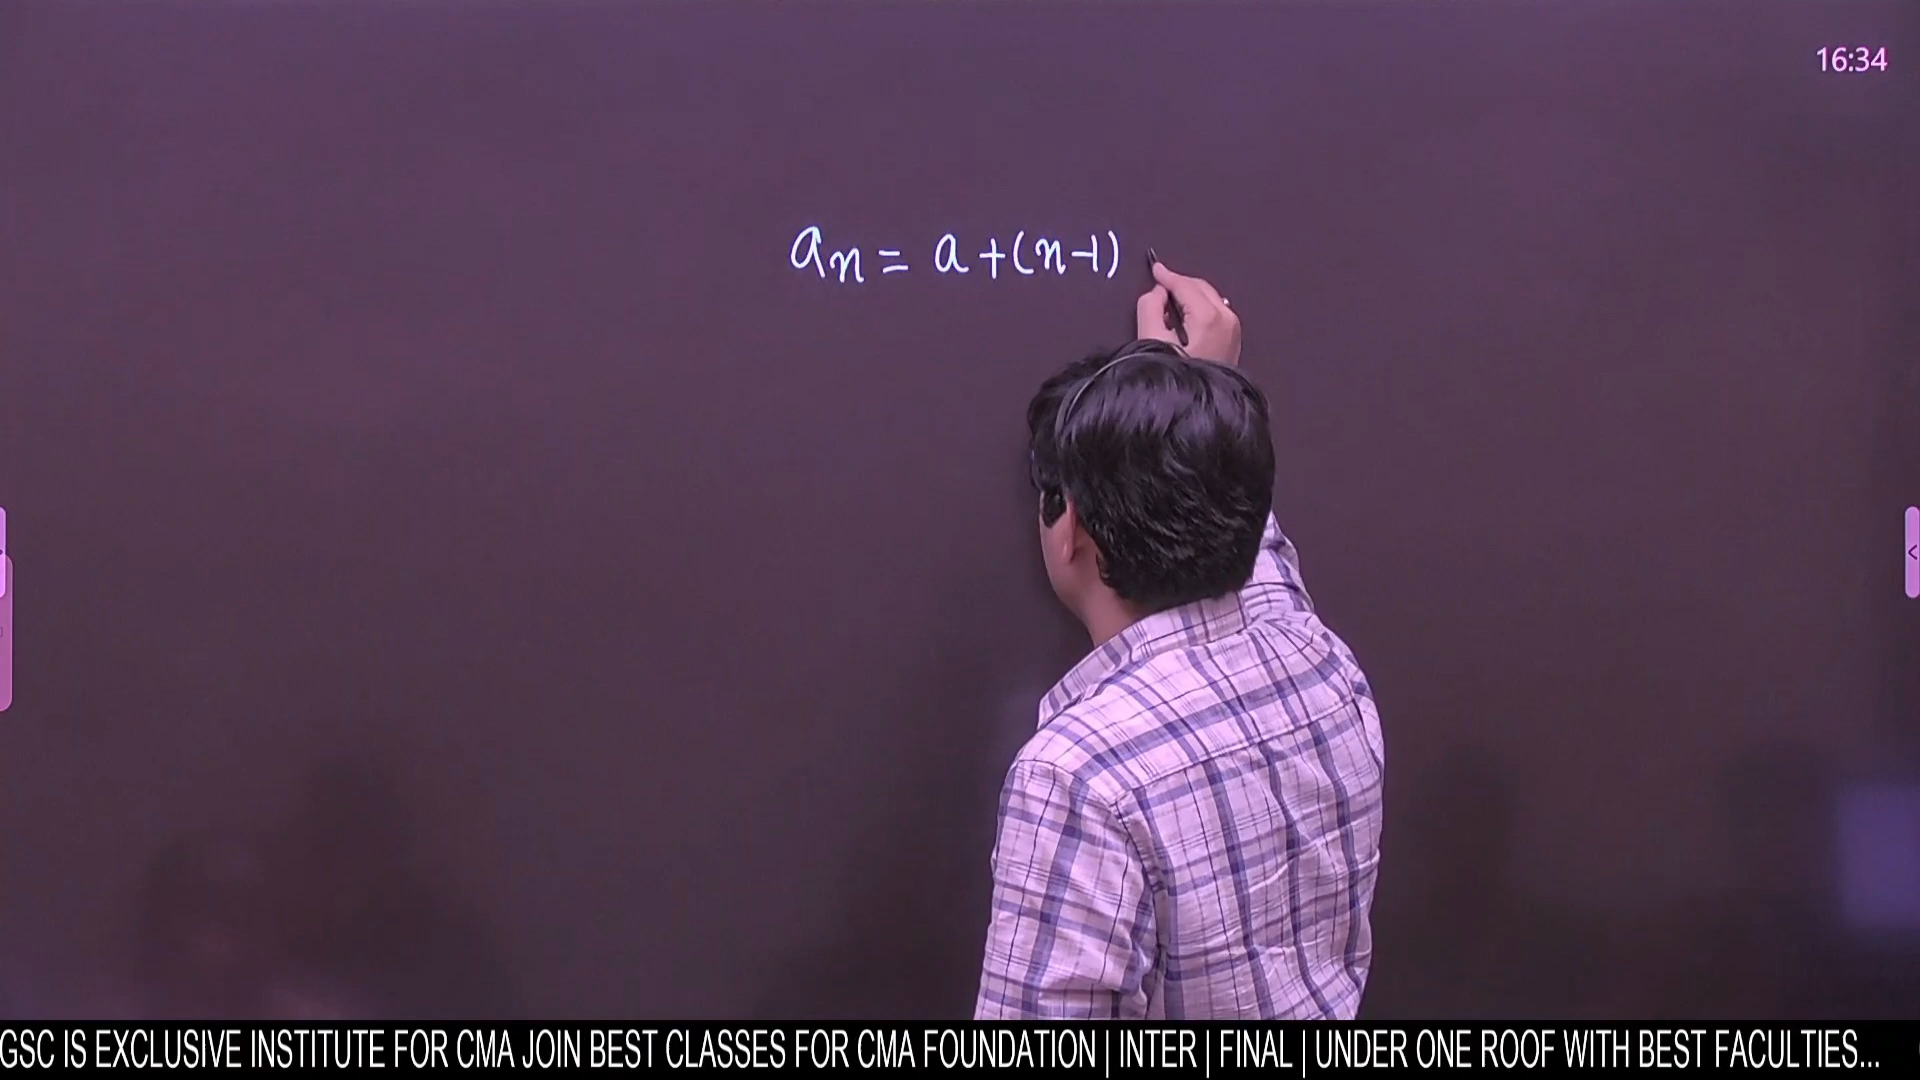 16:34
an = a + (n-1)
GSC IS EXCLUSIVE INSTITUTE FOR CMA JOIN BEST CLASSES FOR CMA FOUNDATION | INTER | FINAL | UNDER ONE ROOF WITH BEST FACULTIES...